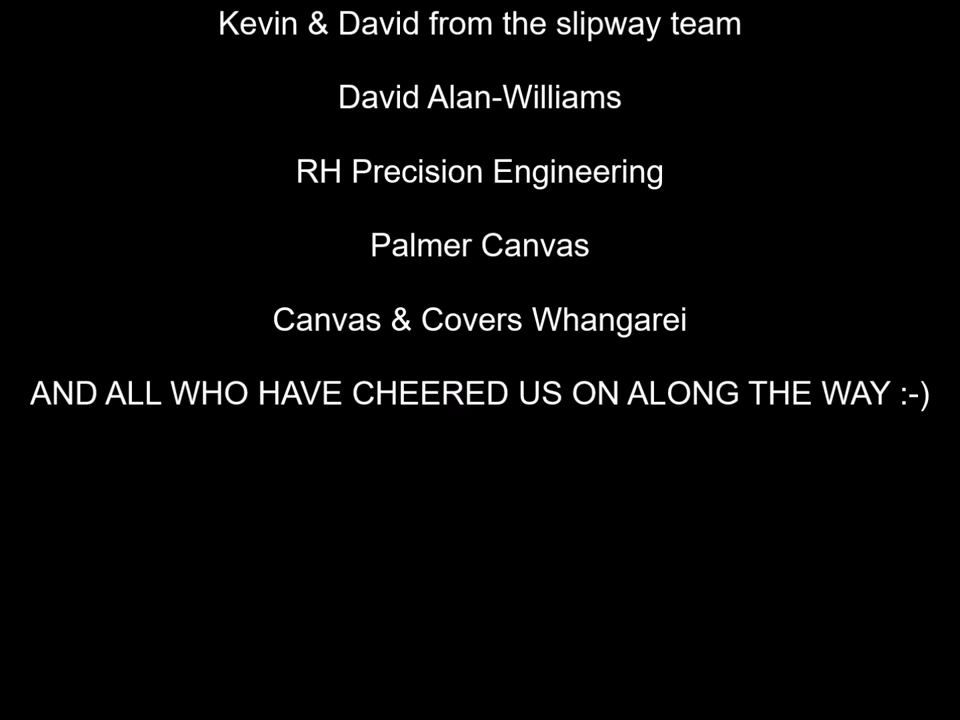 Kevin & David from the slipway team
David Alan-Williams
RH Precision Engineering
Palmer Canvas
Canvas & Covers Whangarei
AND ALL WHO HAVE CHEERED US ON ALONG THE WAY :-)